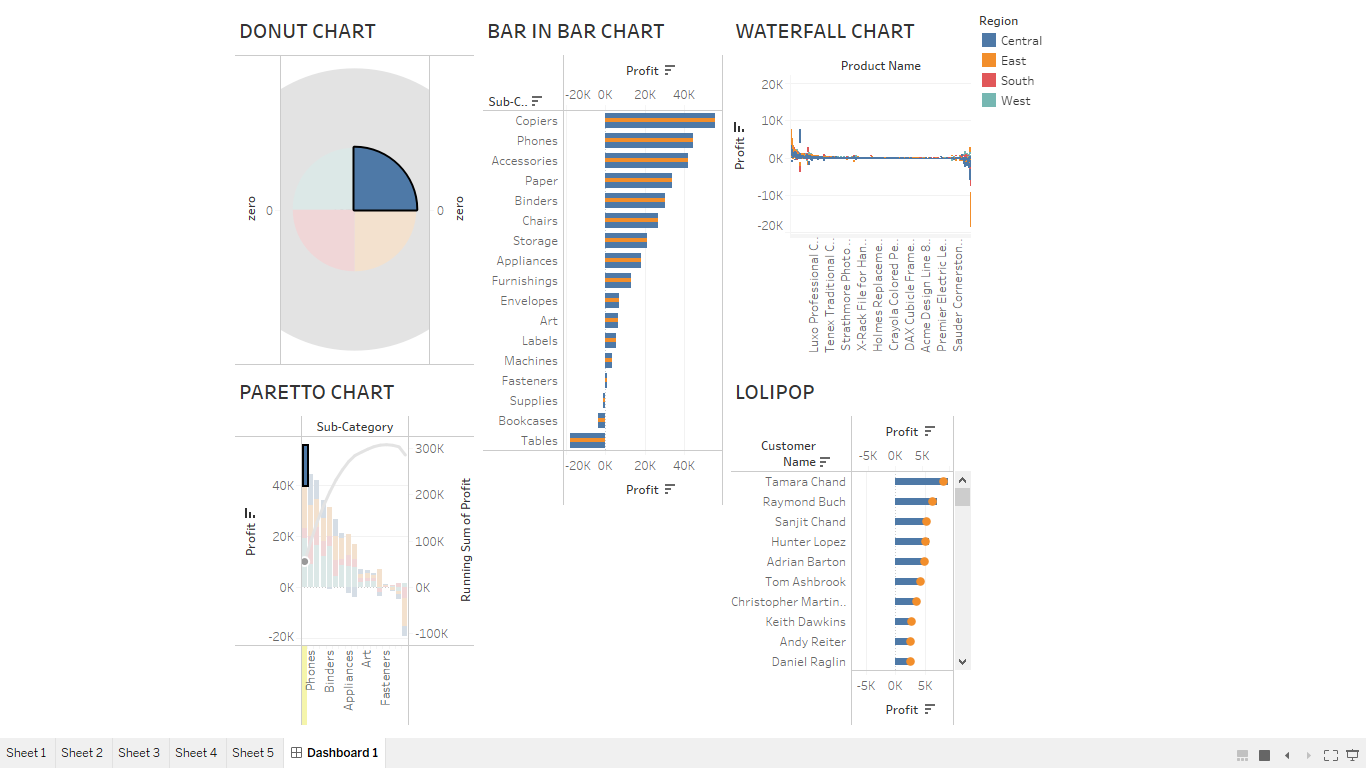 DONUT CHART
zero
0
0
zero
BAR IN BAR CHART
Profit
Sub-C..
-20K 0K 20K 40K
Copiers
Phones
Accessories
Paper
Binders
Chairs
Storage
Appliances
Furnishings
Envelopes
Art
Labels
Machines
Fasteners
Supplies
Bookcases
Tables
-20K 0K 20K 40K
Profit
WATERFALL CHART
Product Name
Profit
20K
10K
0K
-10K
-20K
Luxo Professional C..
Tenex Traditional C..
Strathmore Photo ..
X-Rack File for Han..
Holmes Replaceme..
Crayola Colored Pe..
DAX Cubicle Frame..
Acme Design Line 8..
Premier Electric Le..
Sauder Cornerston..
Region
Central
East
South
West
PARETTO CHART
Sub-Category
Profit
40K
20K
0K
-20K
300K
200K
100K
0K
-100K
Running Sum of Profit
Phones
Binders
Appliances
Art
Fasteners
LOLIPOP
Profit
Customer
Name
-5K 0K 5K
Tamara Chand
Raymond Buch
Sanjit Chand
Hunter Lopez
Adrian Barton
Tom Ashbrook
Christopher Martin..
Keith Dawkins
Andy Reiter
Daniel Raglin
-5K 0K 5K
Profit
Sheet 1 Sheet 2 Sheet 3 Sheet 4 Sheet 5 Dashboard 1